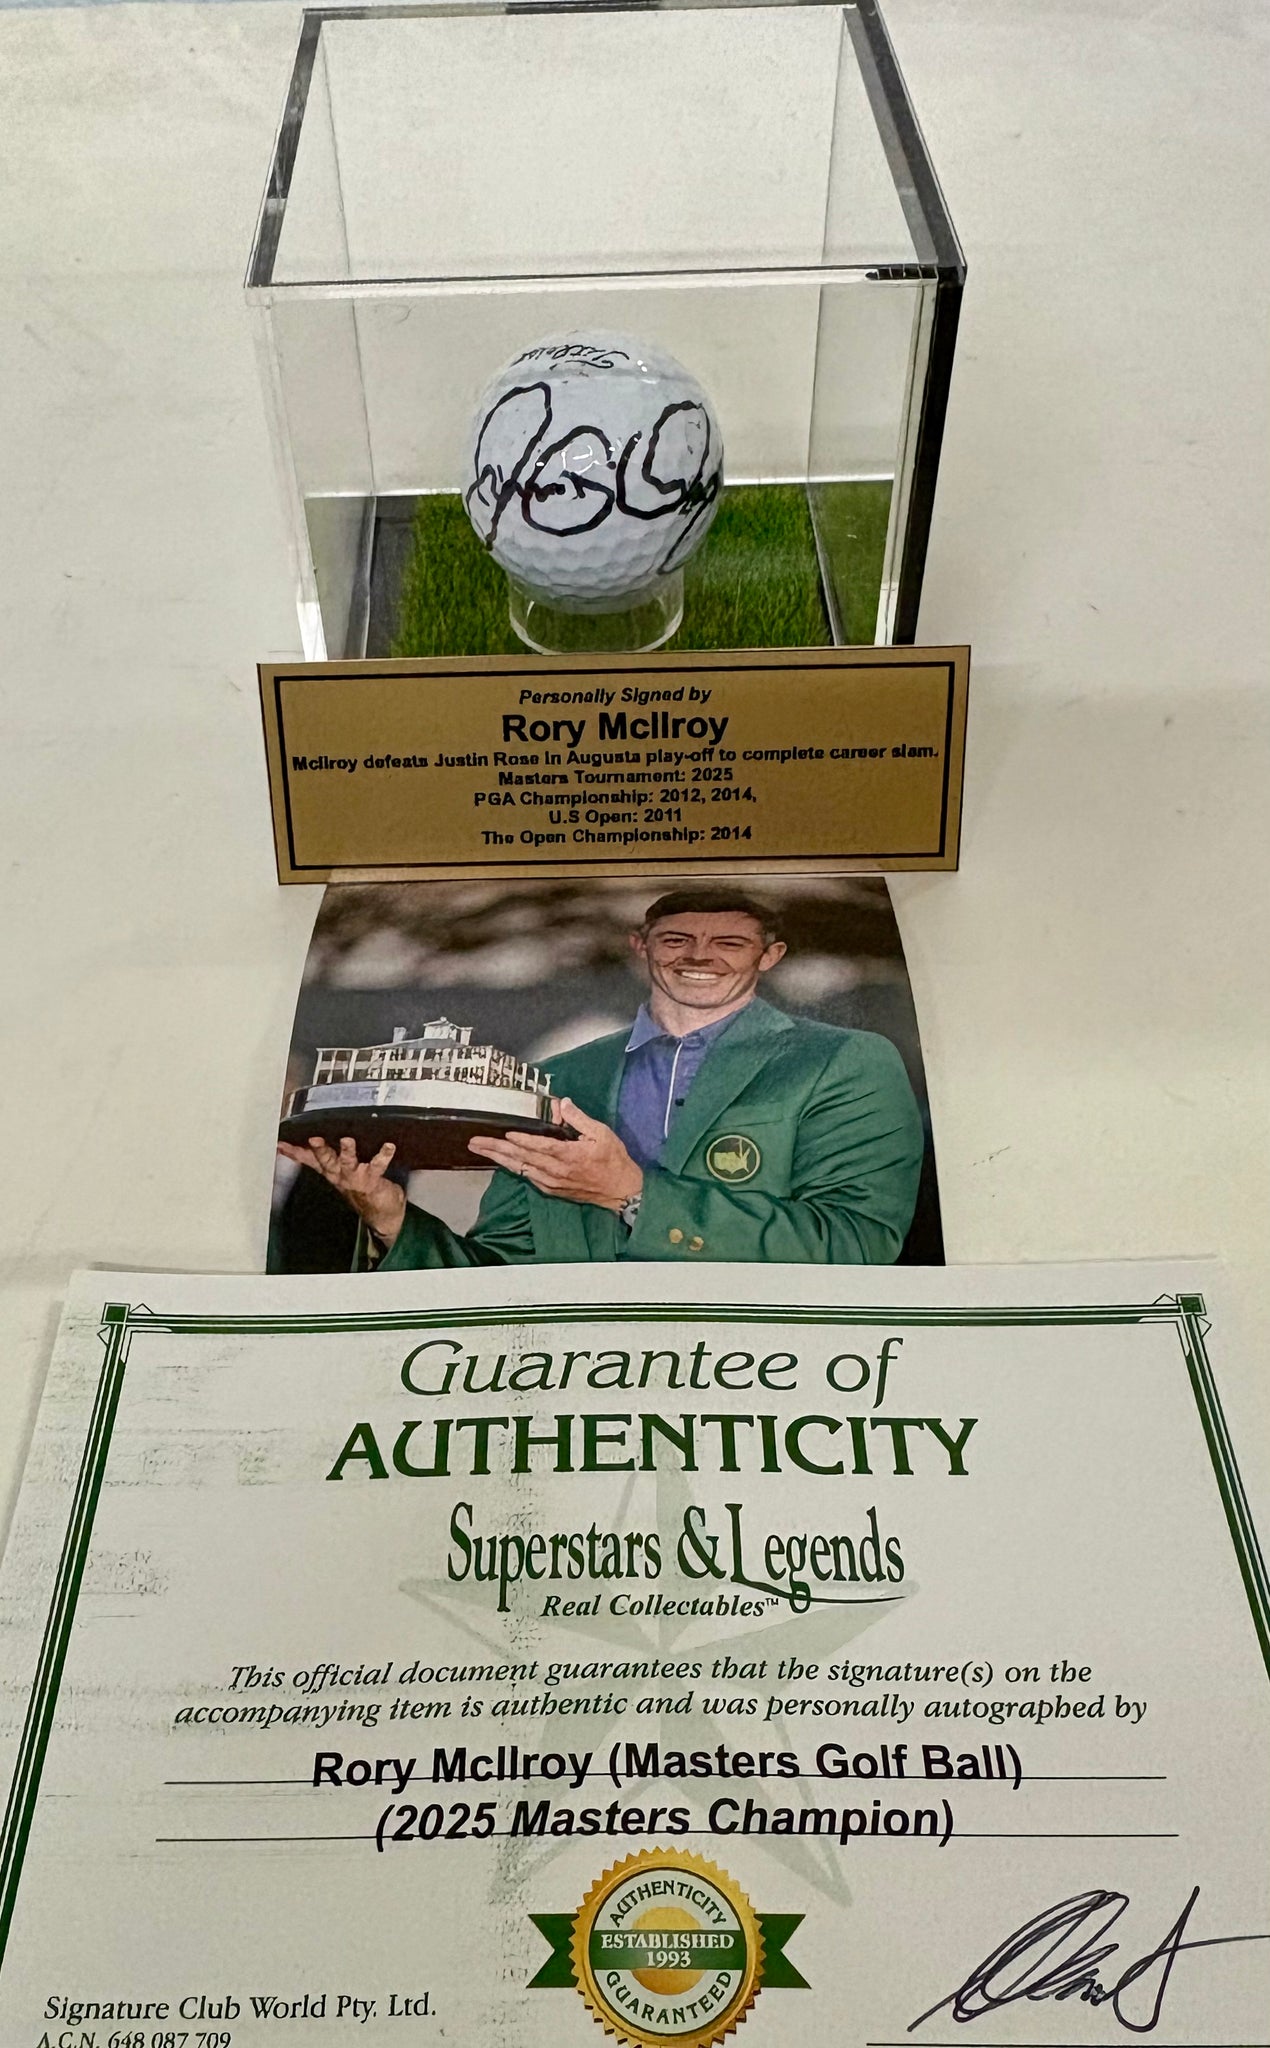 Titleist
Personally Signed by
Rory McIlroy
McIlroy defeats Justin Rose in Augusta play-off to complete career slam.
Masters Tournament: 2025
PGA Championship: 2012, 2014,
U.S Open: 2011
The Open Championship: 2014
Guarantee of
AUTHENTICITY
Superstars & Legends
Real Collectables™
This official document guarantees that the signature(s) on the
accompanying item is authentic and was personally autographed by
Rory McIlroy (Masters Golf Ball)
(2025 Masters Champion)
AUTHENTICITY
ESTABLISHED
1993
GUARANTEED
Signature Club World Pty. Ltd.
A.C.N. 648 087 709